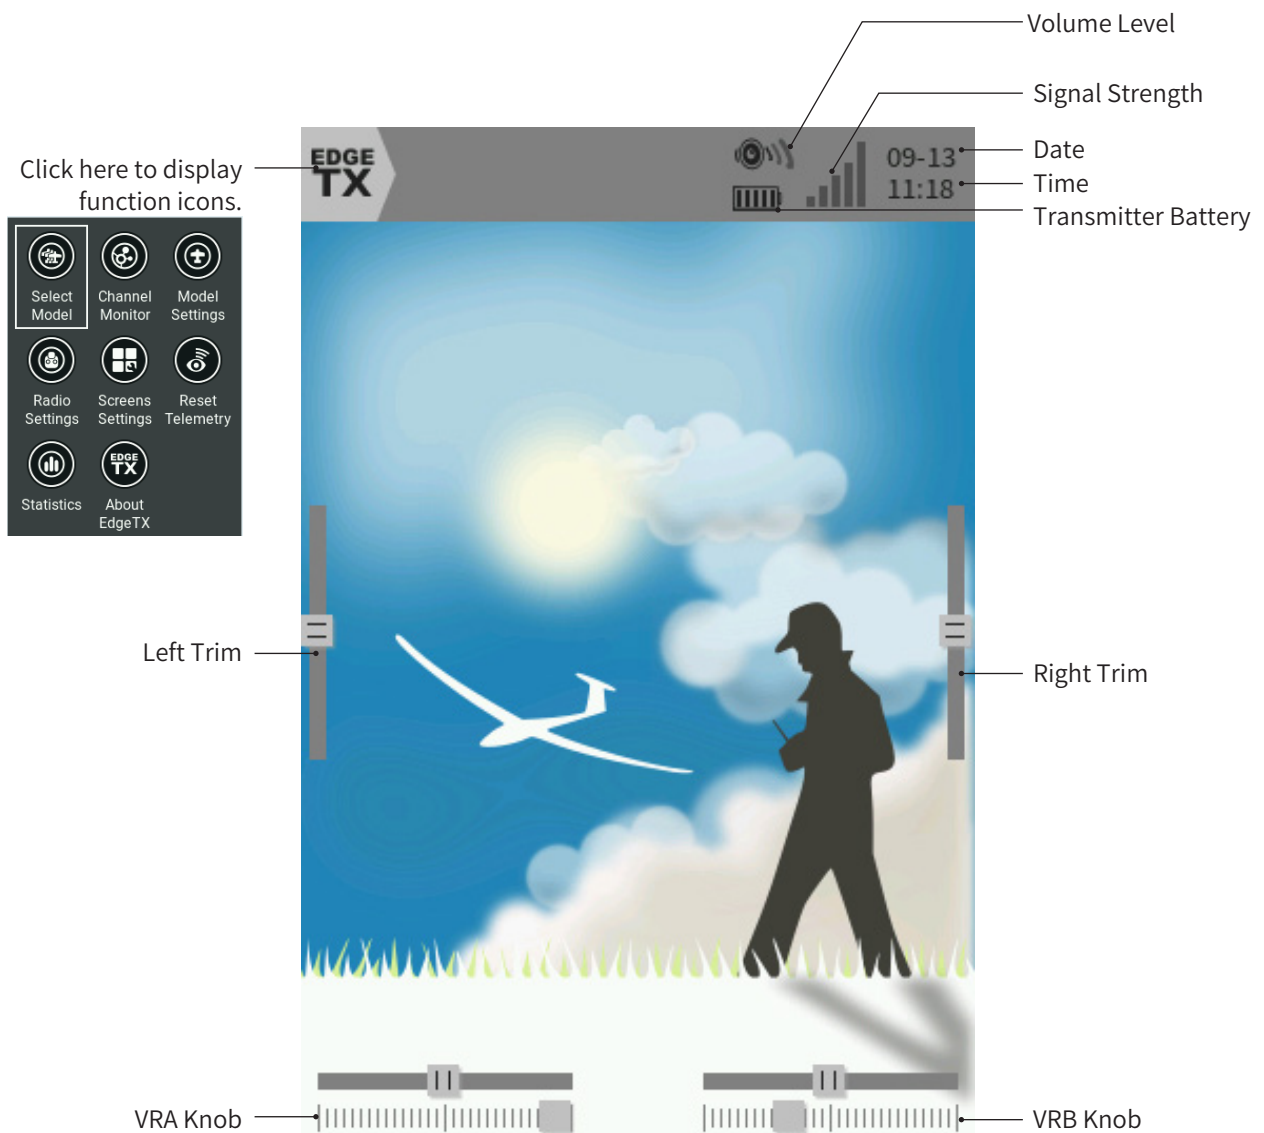 Volume Level
Signal Strength
Click here to display
function icons.
EDGE
TX
09-13
11:18
Date
Time
Transmitter Battery
Select
Model
Channel
Monitor
Model
Settings
Radio
Settings
Screens
Settings
Reset
Telemetry
Statistics
EDGE
TX
About
EdgeTX
Left Trim
Right Trim
VRA Knob
VRB Knob